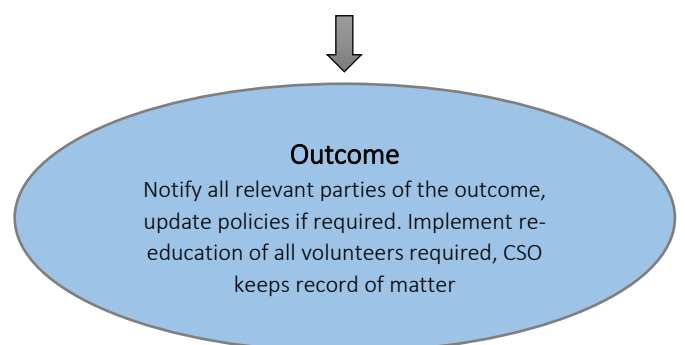 Outcome
Notify all relevant parties of the outcome,
update policies if required. Implement re-
education of all volunteers required, CSO
keeps record of matter